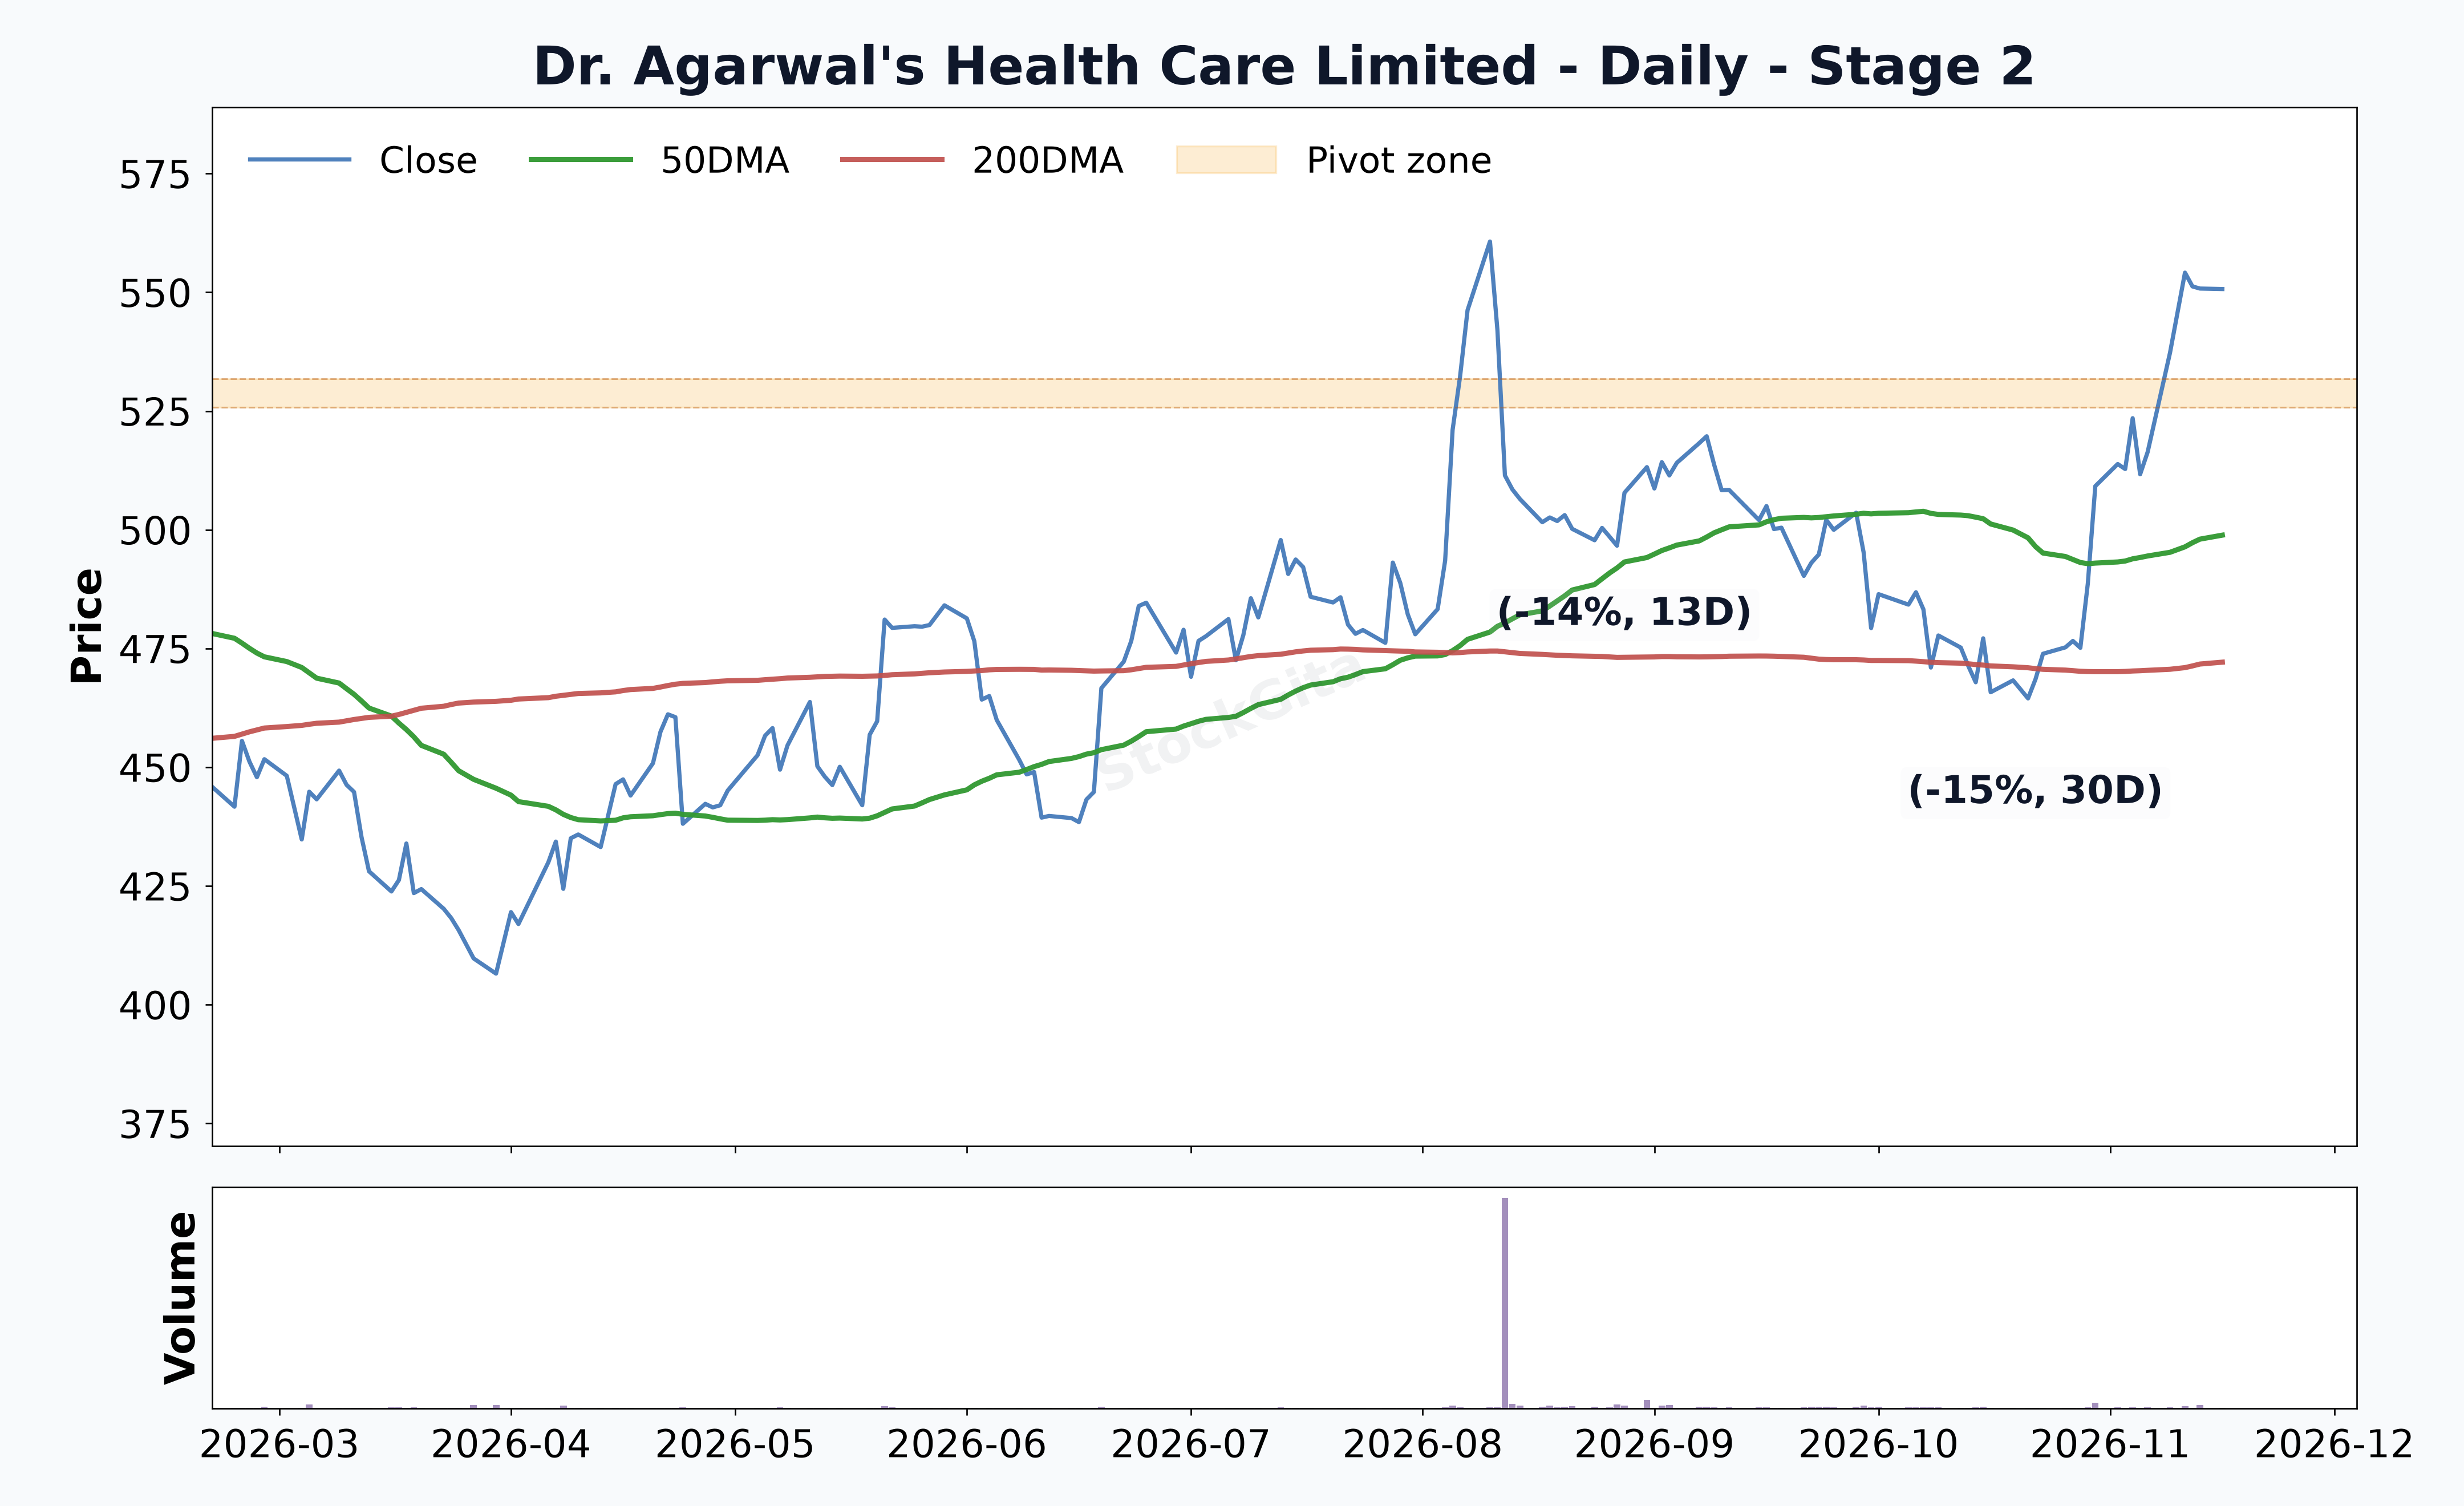 Dr. Agarwal's Health Care Limited - Daily - Stage 2
Close 50DMA 200DMA Pivot zone
575
550
525
500
475
450
425
400
375
Price
(-14%, 13D)
(-15%, 30D)
StockGita
Volume
2026-03 2026-04 2026-05 2026-06 2026-07 2026-08 2026-09 2026-10 2026-11 2026-12